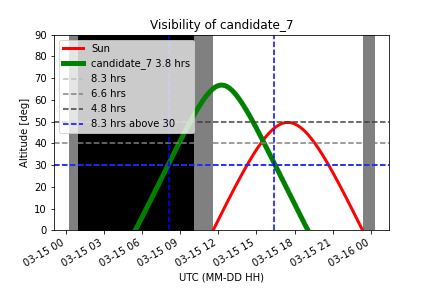 Visibility of candidate_7
Altitude [deg]
90
80
70
60
50
40
30
20
10
0
Sun
candidate_7 3.8 hrs
8.3 hrs
6.6 hrs
4.8 hrs
8.3 hrs above 30
03-15 00
03-15 03
03-15 06
03-15 09
03-15 12
03-15 15
03-15 18
03-15 21
03-16 00
UTC (MM-DD HH)